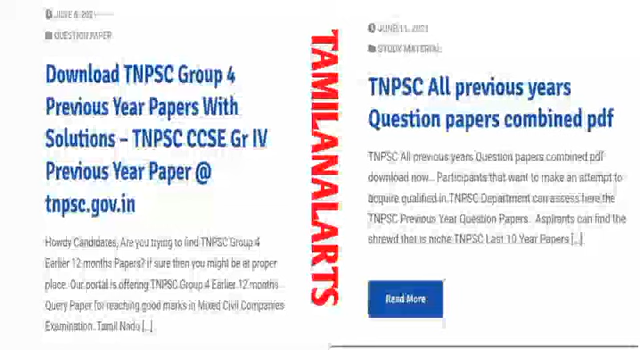 JUNE 8, 202
QUESTION PAPER
Download TNPSC Group 4
Previous Year Papers With
Solutions – TNPSC CCSE Gr IV
Previous Year Paper @
tnpsc.gov.in
Howdy Candidates, Are you trying to find TNPSC Group 4
Earlier 12 months Papers? if sure then you might be at proper
place. Our portal is offering TNPSC Group 4 Earlier 12 months
Query Paper for reaching good marks in Mixed Civil Companies
Examination. Tamil Nadu [...]
TAMILANALARTS
JUNE 11, 2021
STUDY MATERIAL
TNPSC All previous years
Question papers combined pdf
TNPSC All previous years Question papers combined pdf
download now... Participants that want to make an attempt to
acquire qualified in TNPSC Department can assess here the
TNPSC Previous Year Question Papers. Aspirants can find the
shrewd that is niche TNPSC Last 10 Year Papers [...]
Read More